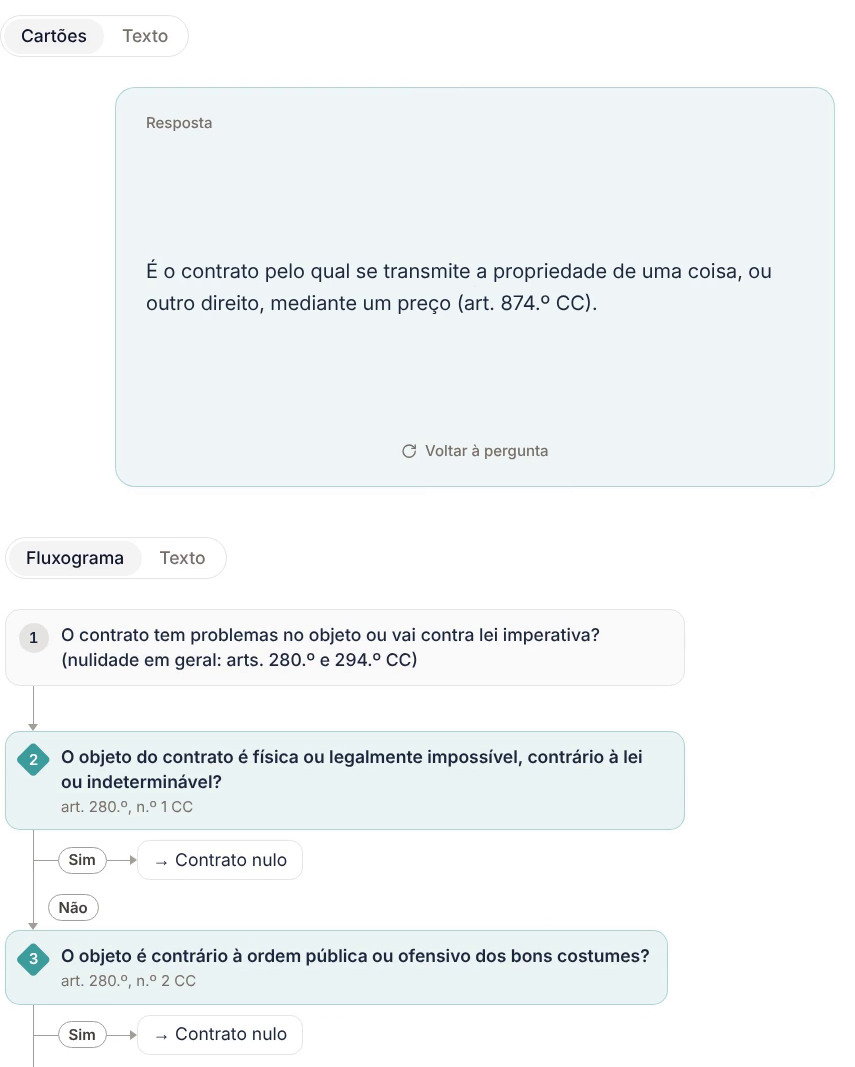 Cartões Texto
Resposta
É o contrato pelo qual se transmite a propriedade de uma coisa, ou
outro direito, mediante um preço (art. 874.º CC).
Voltar à pergunta
Fluxograma Texto
1 O contrato tem problemas no objeto ou vai contra lei imperativa?
(nulidade em geral: arts. 280.º e 294.º CC)
2 O objeto do contrato é física ou legalmente impossível, contrário à lei
ou indeterminável?
art. 280.º, n.º 1 CC
Sim → Contrato nulo
Não
3 O objeto é contrário à ordem pública ou ofensivo dos bons costumes?
art. 280.º, n.º 2 CC
Sim → Contrato nulo